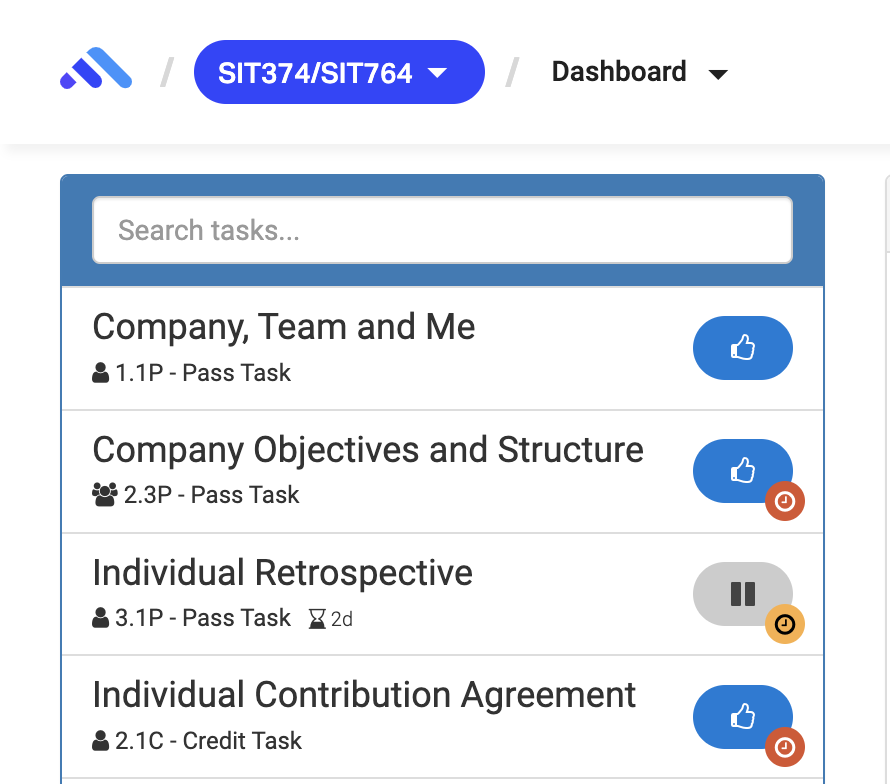 SIT374/SIT764
Dashboard
Search tasks...
Company, Team and Me
1.1P - Pass Task
Company Objectives and Structure
2.3P - Pass Task
Individual Retrospective
3.1P - Pass Task 2d
Individual Contribution Agreement
2.1C - Credit Task